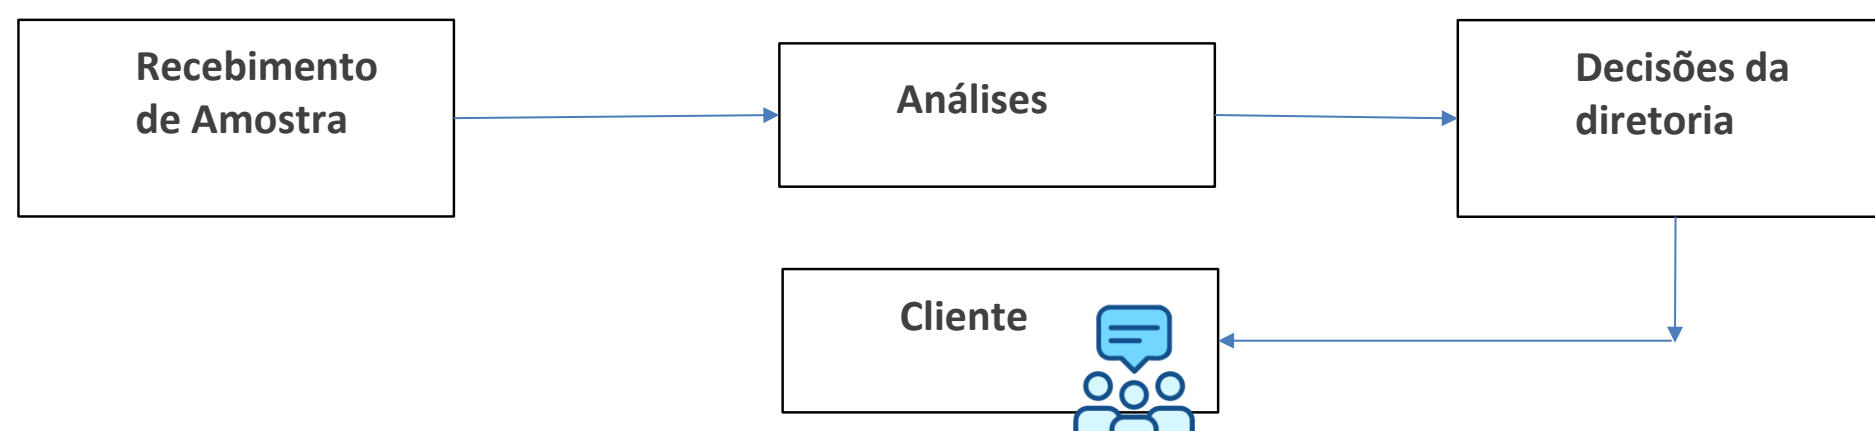 Recebimento
de Amostra
Análises
Decisões da
diretoria
Cliente